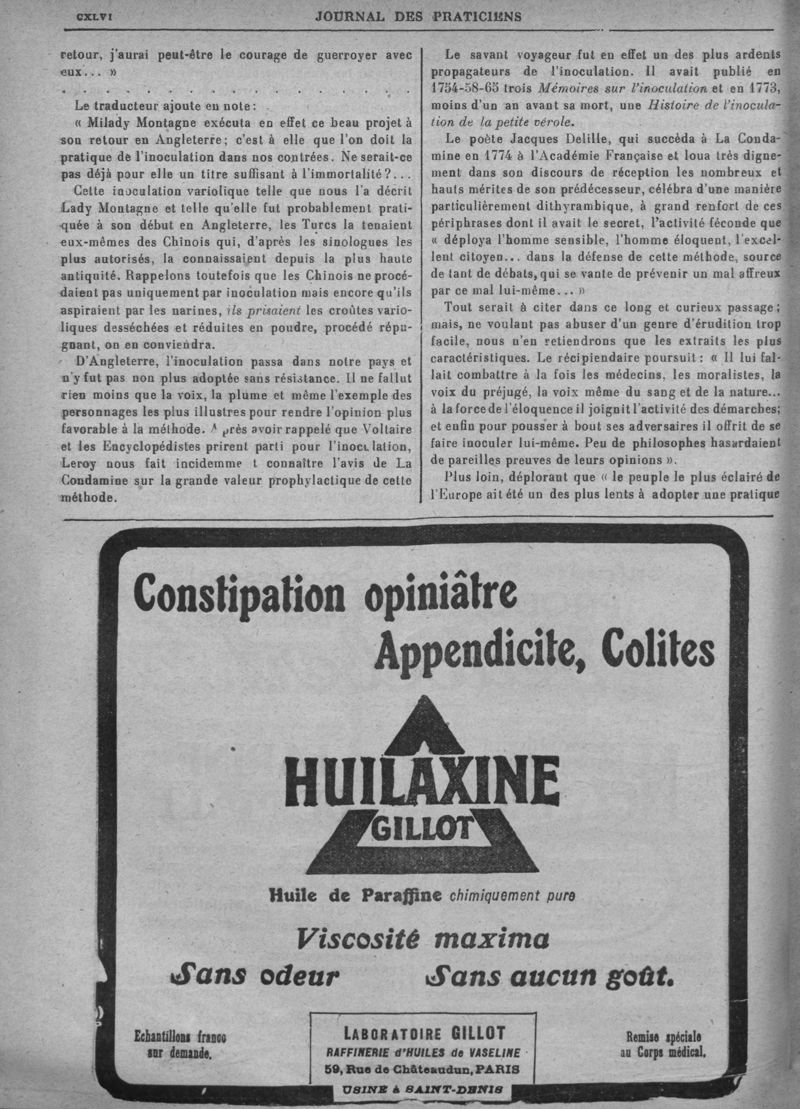 CXLVI
JOURNAL DES PRATICIENS
retour, j'aurai peut-être le courage de guerroyer avec
eux... »
. . . . . . . . . . . . . . . . .
Le traducteur ajoute en note :
« Milady Montagne exécuta en effet ce beau projet à
son retour en Angleterre; c'est à elle que l'on doit la
pratique de l'inoculation dans nos contrées. Ne serait-ce
pas déjà pour elle un titre suffisant à l'immortalité ?...
Cette inoculation variolique telle que nous l'a décrit
Lady Montagne et telle qu'elle fut probablement prati-
quée à son début en Angleterre, les Turcs la tenaient
eux-mêmes des Chinois qui, d'après les sinologues les
plus autorisés, la connaissaient depuis la plus haute
antiquité. Rappelons toutefois que les Chinois ne procé-
daient pas uniquement par inoculation mais encore qu'ils
aspiraient par les narines, ils prisaient les croûtes vario-
liques desséchées et réduites en poudre, procédé répu-
gnant, on en conviendra.
D'Angleterre, l'inoculation passa dans notre pays et
n'y fut pas non plus adoptée sans résistance. Il ne fallut
rien moins que la voix, la plume et même l'exemple des
personnages les plus illustres pour rendre l'opinion plus
favorable à la méthode. Après avoir rappelé que Voltaire
et les Encyclopédistes prirent parti pour l'inoculation,
Leroy nous fait incidemment connaître l'avis de La
Condamine sur la grande valeur prophylactique de cette
méthode.
Le savant voyageur fut en effet un des plus ardents
propagateurs de l'inoculation. Il avait publié en
1754-58-65 trois Mémoires sur l'inoculation et en 1773,
moins d'un an avant sa mort, une Histoire de l'inocula-
tion de la petite vérole.
Le poète Jacques Delille, qui succéda à La Conda-
mine en 1774 à l'Académie Française et loua très digne-
ment dans son discours de réception les nombreux et
hauts mérites de son prédécesseur, célébra d'une manière
particulièrement dithyrambique, à grand renfort de ces
périphrases dont il avait le secret, l'activité féconde que
« déploya l'homme sensible, l'homme éloquent, l'excel-
lent citoyen... dans la défense de cette méthode, source
de tant de débats, qui se vante de prévenir un mal affreux
par ce mal lui-même... »
Tout serait à citer dans ce long et curieux passage ;
mais, ne voulant pas abuser d'un genre d'érudition trop
facile, nous n'en retiendrons que les extraits les plus
caractéristiques. Le récipiendaire poursuit : « Il lui fal-
lait combattre à la fois les médecins, les moralistes, la
voix du préjugé, la voix même du sang et de la nature...
à la force de l'éloquence il joignit l'activité des démarches;
et enfin pour pousser à bout ses adversaires il offrit de se
faire inoculer lui-même. Peu de philosophes hasardaient
de pareilles preuves de leurs opinions ».
Plus loin, déplorant que « le peuple le plus éclairé de
l'Europe ait été un des plus lents à adopter une pratique
Constipation opiniâtre
Appendicite, Colites
HUILAXINE
GILLOT
Huile de Paraffine chimiquement pure
Viscosité maxima
Sans odeur Sans aucun goût.
Echantillons franco
sur demande.
LABORATOIRE GILLOT
RAFFINERIE d'HUILES de VASELINE
59, Rue de Châteaudun, PARIS
USINE à SAINT-DENIS
Remise spéciale
au Corps médical.